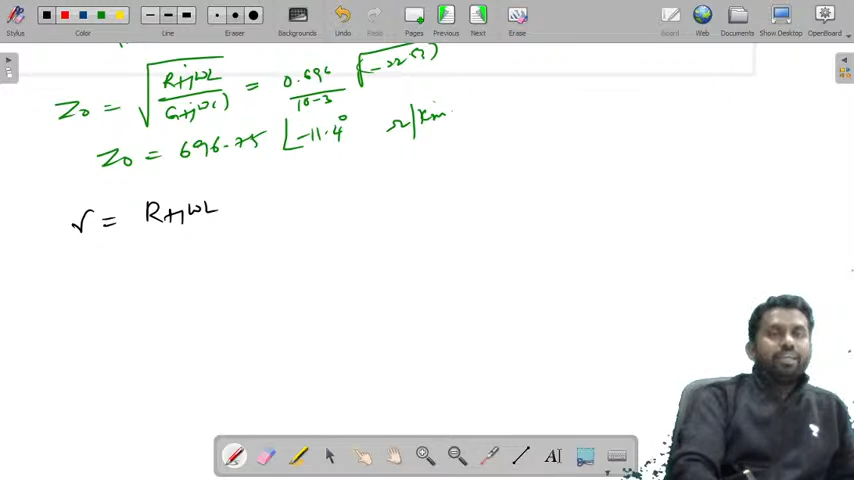 Stylus Color Line Eraser Backgrounds Undo Redo Pages Previous Next Erase Board Web Documents Show Desktop OpenBoard
Z0 = √(R+jωL / G+jωC) = 0.696 / 10-3
Z0 = 696.75 ∠-11.4° Ω/Km
γ = R+jωL